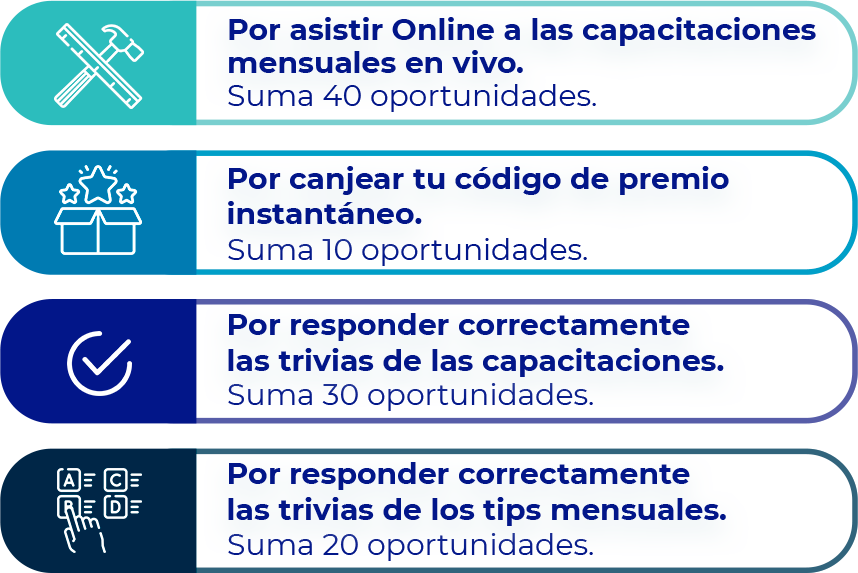 Por asistir Online a las capacitaciones
mensuales en vivo.
Suma 40 oportunidades.
Por canjear tu código de premio
instantáneo.
Suma 10 oportunidades.
Por responder correctamente
las trivias de las capacitaciones.
Suma 30 oportunidades.
A C
B D
Por responder correctamente
las trivias de los tips mensuales.
Suma 20 oportunidades.